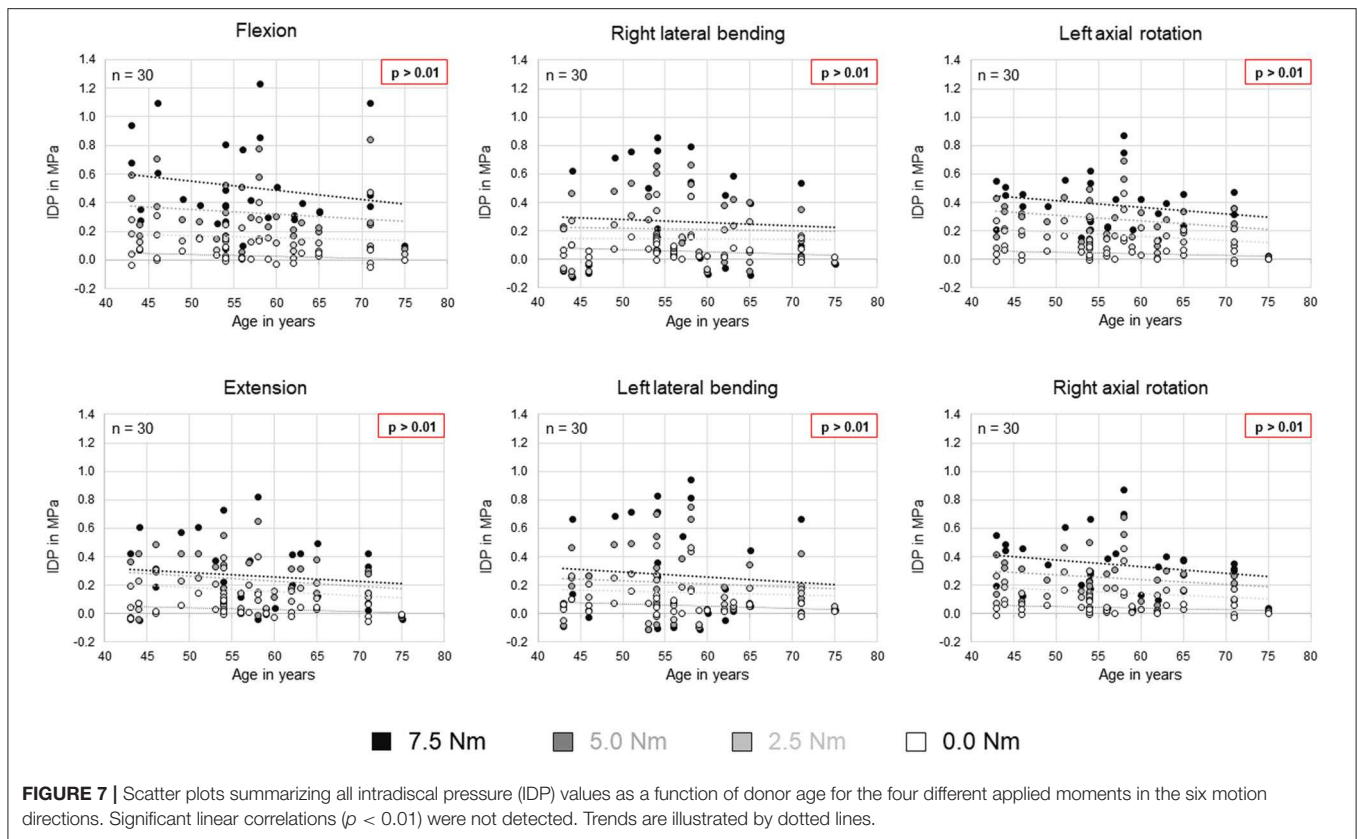 Flexion
Right lateral bending
Left axial rotation
1.4
1.2
1.0
0.8
0.6
0.4
0.2
0.0
-0.2
IDP in MPa
n = 30
p > 0.01
40 45 50 55 60 65 70 75 80
Age in years
1.4
1.2
1.0
0.8
0.6
0.4
0.2
0.0
-0.2
IDP in MPa
n = 30
p > 0.01
40 45 50 55 60 65 70 75 80
Age in years
1.4
1.2
1.0
0.8
0.6
0.4
0.2
0.0
-0.2
IDP in MPa
n = 30
p > 0.01
40 45 50 55 60 65 70 75 80
Age in years
Extension
Left lateral bending
Right axial rotation
1.4
1.2
1.0
0.8
0.6
0.4
0.2
0.0
-0.2
IDP in MPa
n = 30
p > 0.01
40 45 50 55 60 65 70 75 80
Age in years
1.4
1.2
1.0
0.8
0.6
0.4
0.2
0.0
-0.2
IDP in MPa
n = 30
p > 0.01
40 45 50 55 60 65 70 75 80
Age in years
1.4
1.2
1.0
0.8
0.6
0.4
0.2
0.0
-0.2
IDP in MPa
n = 30
p > 0.01
40 45 50 55 60 65 70 75 80
Age in years
7.5 Nm 5.0 Nm 2.5 Nm 0.0 Nm
FIGURE 7 | Scatter plots summarizing all intradiscal pressure (IDP) values as a function of donor age for the four different applied moments in the six motion
directions. Significant linear correlations (p < 0.01) were not detected. Trends are illustrated by dotted lines.